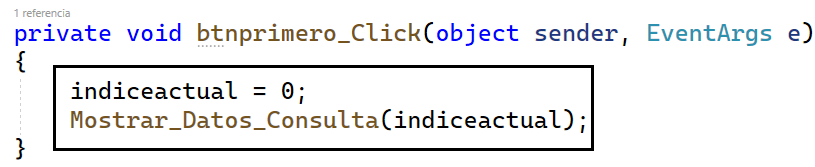 1 referencia
private void btnprimero_Click(object sender, EventArgs e)
{
indiceactual = 0;
Mostrar_Datos_Consulta(indiceactual);
}